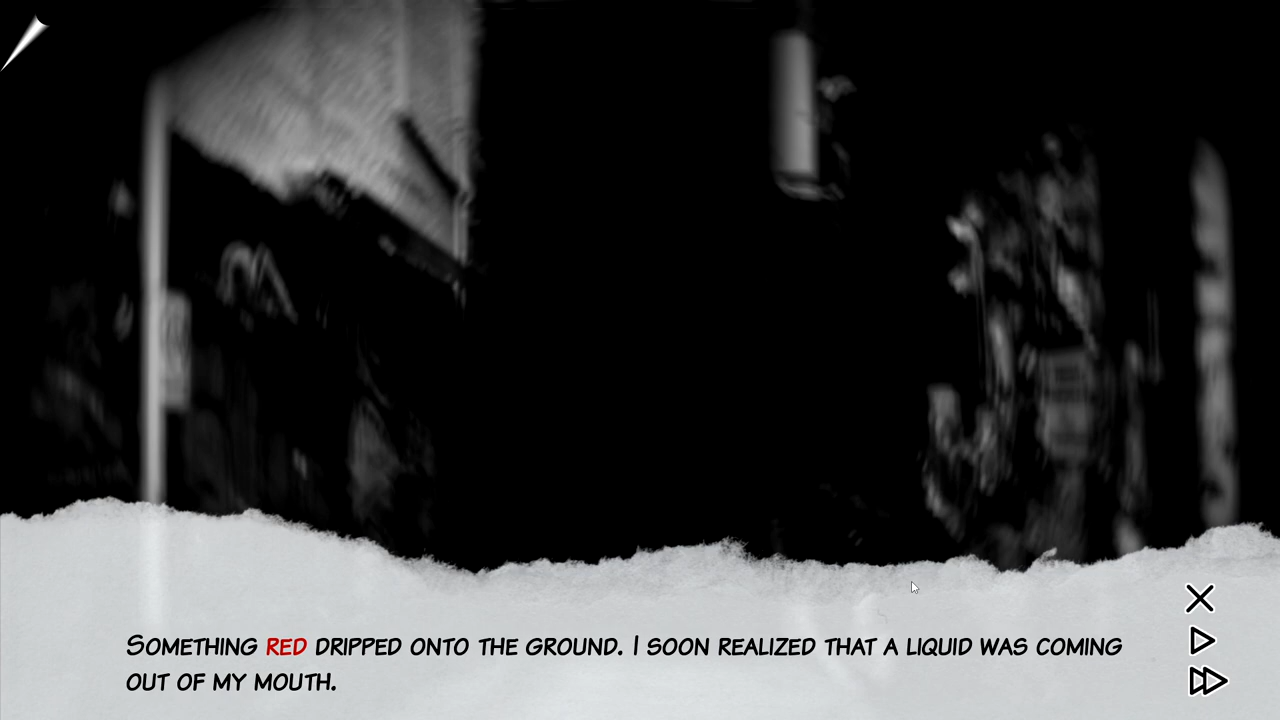 SOMETHING RED DRIPPED ONTO THE GROUND. I SOON REALIZED THAT A LIQUID WAS COMING
OUT OF MY MOUTH.